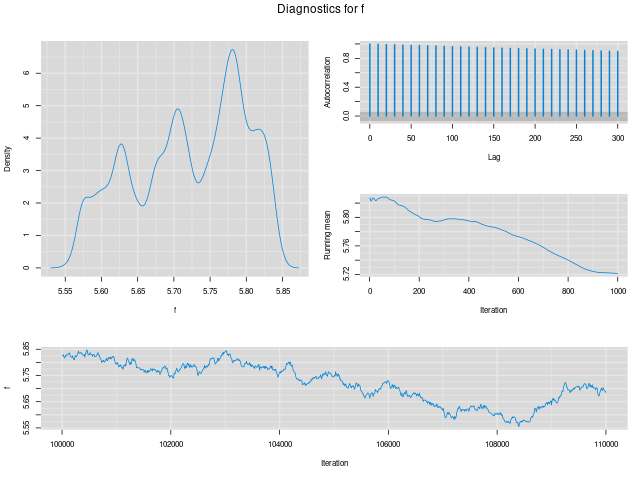 Diagnostics for f
Density
0 1 2 3 4 5 6
5.55 5.60 5.65 5.70 5.75 5.80 5.85
f
Autocorrelation
0.0 0.4 0.8
0 50 100 150 200 250 300
Lag
Running mean
5.72 5.76 5.80
0 200 400 600 800 1000
Iteration
f
5.55 5.65 5.75 5.85
100000 102000 104000 106000 108000 110000
Iteration